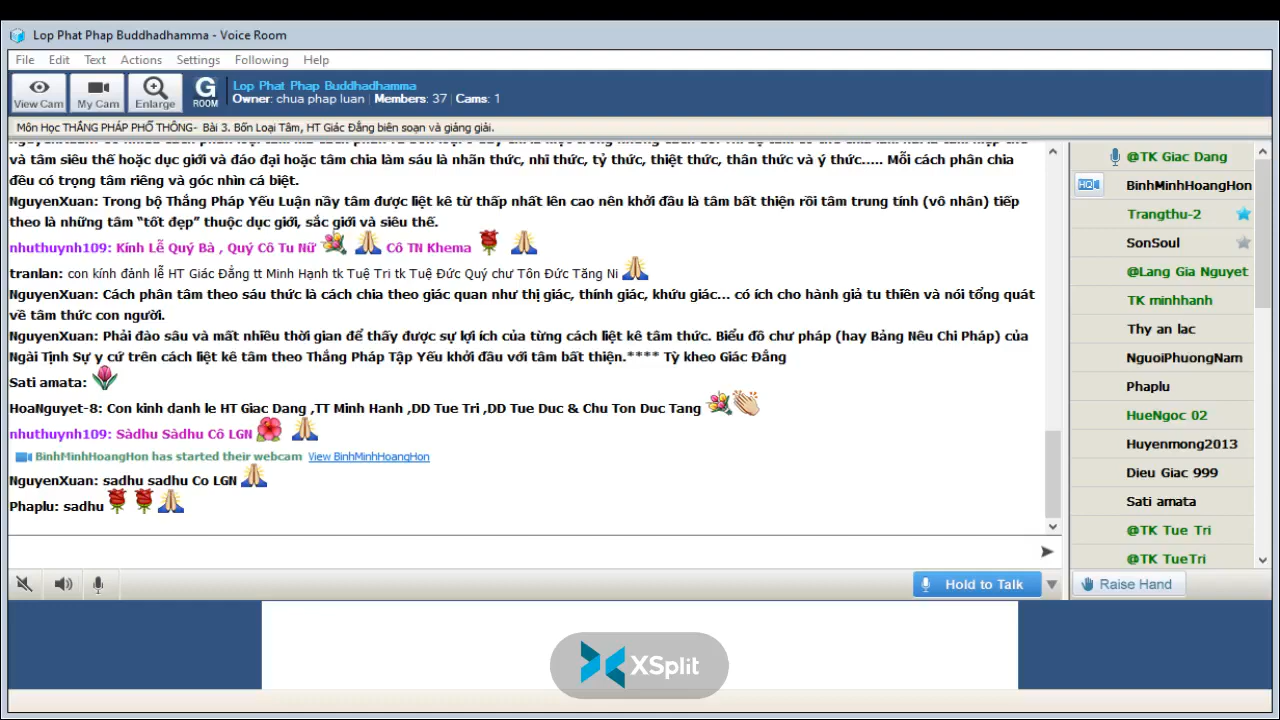 Lop Phat Phap Buddhadhamma - Voice Room
File Edit Text Actions Settings Following Help
View Cam My Cam Enlarge G ROOM
Lop Phat Phap Buddhadhamma
Owner: chua phap luan | Members: 37 | Cams: 1
Môn Học THẮNG PHÁP PHỔ THÔNG- Bài 3. Bốn Loại Tâm, HT Giác Đẳng biên soạn và giảng giải.
và tâm siêu thế hoặc dục giới và đáo đại hoặc tâm chia làm sáu là nhãn thức, nhĩ thức, tỷ thức, thiệt thức, thân thức và ý thức..... Mỗi cách phân chia
đều có trọng tâm riêng và góc nhìn cá biệt.
NguyenXuan: Trong bộ Thắng Pháp Yếu Luận nầy tâm được liệt kê từ thấp nhất lên cao nên khởi đầu là tâm bất thiện rồi tâm trung tính (vô nhân) tiếp
theo là những tâm “tốt đẹp” thuộc dục giới, sắc giới và siêu thế.
nhuthuynh109: Kính Lễ Quý Bà , Quý Cô Tu Nữ Cô TN Khema
tranlan: con kính đảnh lễ HT Giác Đẳng tt Minh Hạnh tk Tuệ Tri tk Tuệ Đức Quý chư Tôn Đức Tăng Ni
NguyenXuan: Cách phân tâm theo sáu thức là cách chia theo giác quan như thị giác, thính giác, khứu giác... có ích cho hành giả tu thiền và nói tổng quát
về tâm thức con người.
NguyenXuan: Phải đào sâu và mất nhiều thời gian để thấy được sự lợi ích của từng cách liệt kê tâm thức. Biểu đồ chư pháp (hay Bảng Nêu Chi Pháp) của
Ngài Tịnh Sự y cứ trên cách liệt kê tâm theo Thắng Pháp Tập Yếu khởi đầu với tâm bất thiện.**** Tỳ kheo Giác Đẳng
Sati amata:
HoaNguyet-8: Con kinh danh le HT Giac Dang ,TT Minh Hanh ,DD Tue Tri ,DD Tue Duc & Chu Ton Duc Tang
nhuthuynh109: Sàdhu Sàdhu Cô LGN
BinhMinhHoangHon has started their webcam View BinhMinhHoangHon
NguyenXuan: sadhu sadhu Co LGN
Phaplu: sadhu
Hold to Talk
@TK Giac Dang
HQ BinhMinhHoangHon
Trangthu-2
SonSoul
@Lang Gia Nguyet
TK minhhanh
Thy an lac
NguoiPhuongNam
Phaplu
HueNgoc 02
Huyenmong2013
Dieu Giac 999
Sati amata
@TK Tue Tri
@TK TueTri
Raise Hand
XSplit